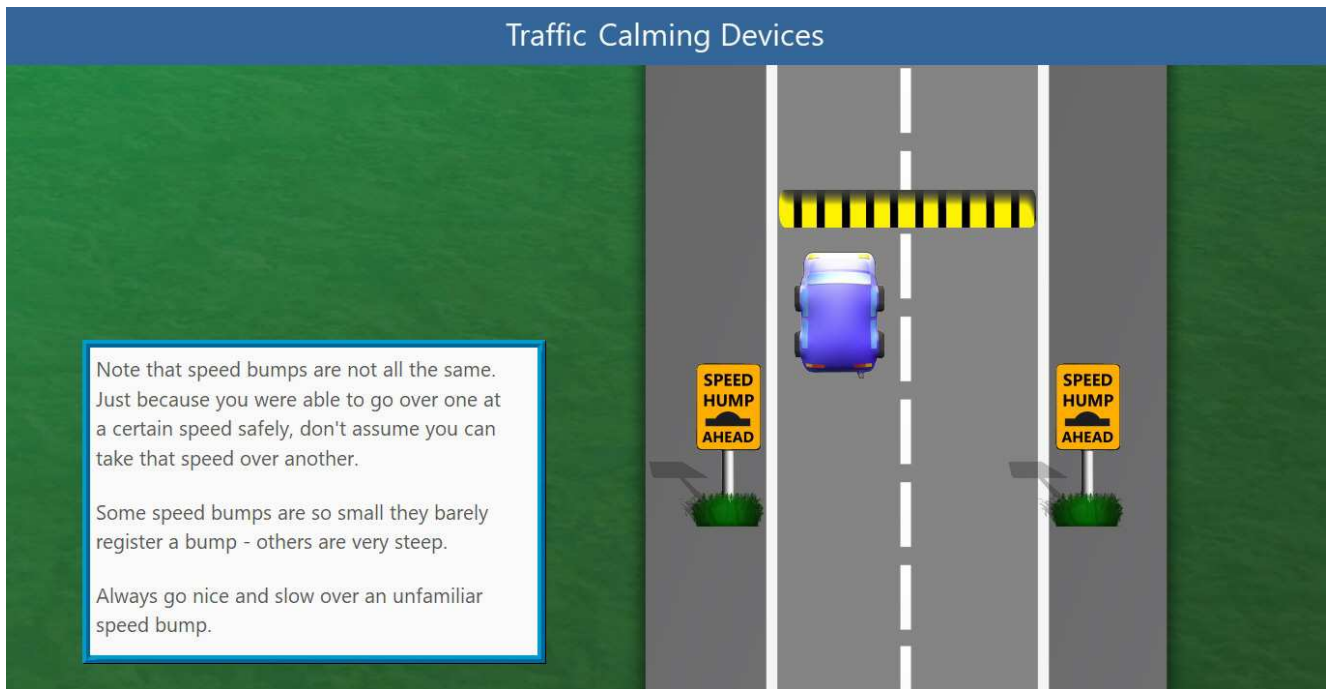 Traffic Calming Devices
Note that speed bumps are not all the same.
Just because you were able to go over one at
a certain speed safely, don't assume you can
take that speed over another.
Some speed bumps are so small they barely
register a bump - others are very steep.
Always go nice and slow over an unfamiliar
speed bump.
SPEED
HUMP
AHEAD
SPEED
HUMP
AHEAD